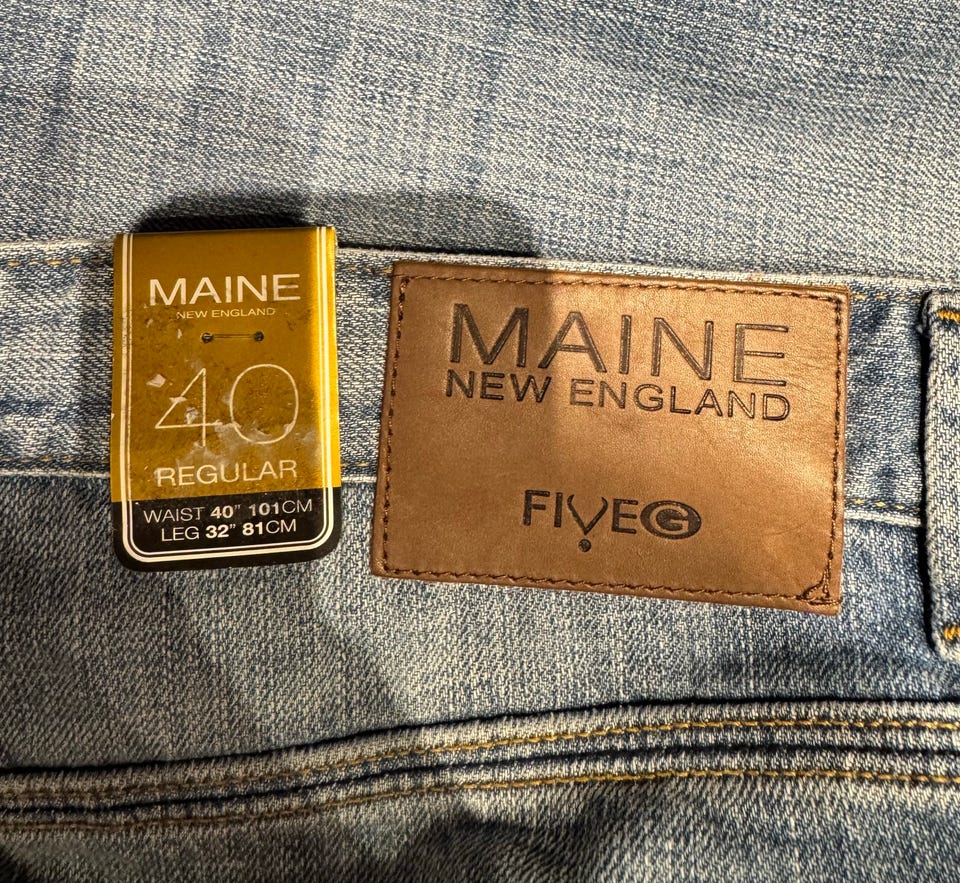 MAINE
NEW ENGLAND
40
REGULAR
WAIST 40" 101CM
LEG 32" 81CM
MAINE
NEW ENGLAND
FIVEG